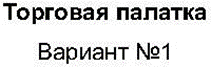 Торговая палатка
Вариант №1